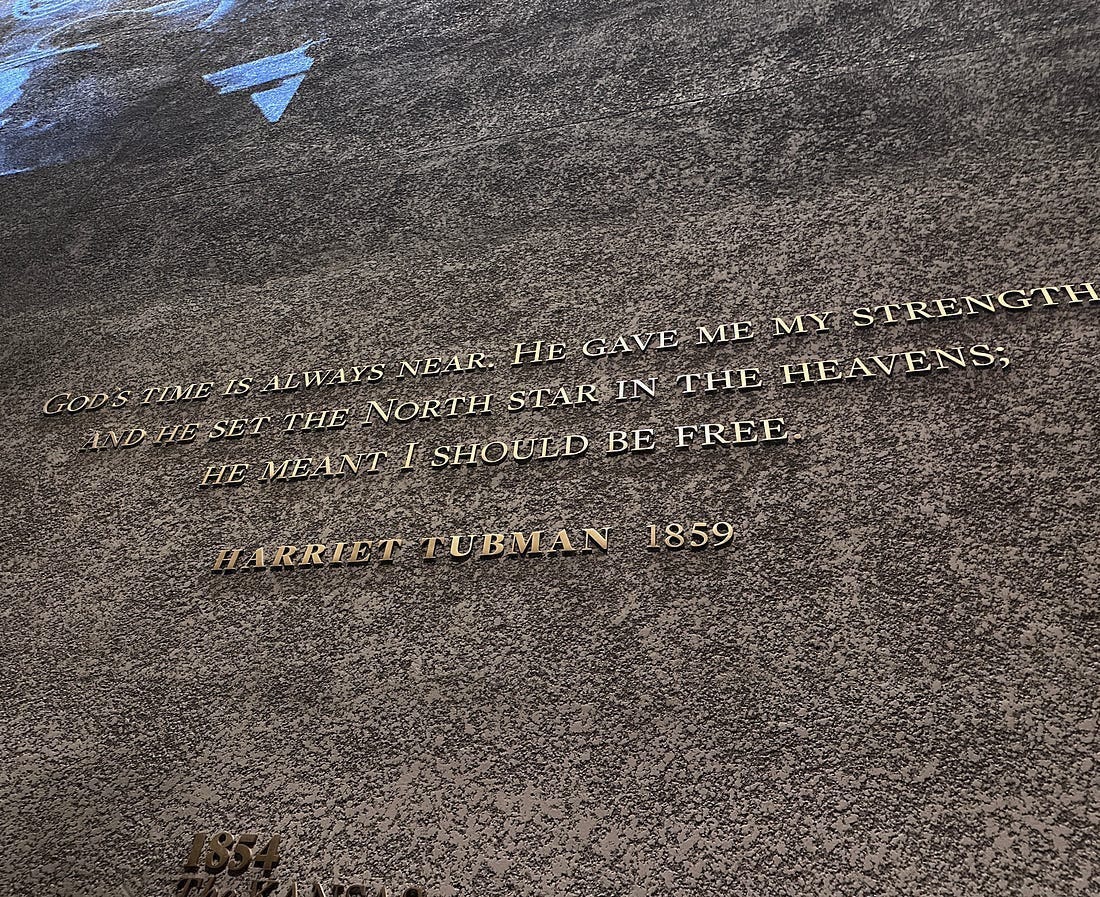 GOD'S TIME IS ALWAYS NEAR. HE GAVE ME MY STRENGTH
AND HE SET THE NORTH STAR IN THE HEAVENS;
HE MEANT I SHOULD BE FREE.
HARRIET TUBMAN 1859
1854
The